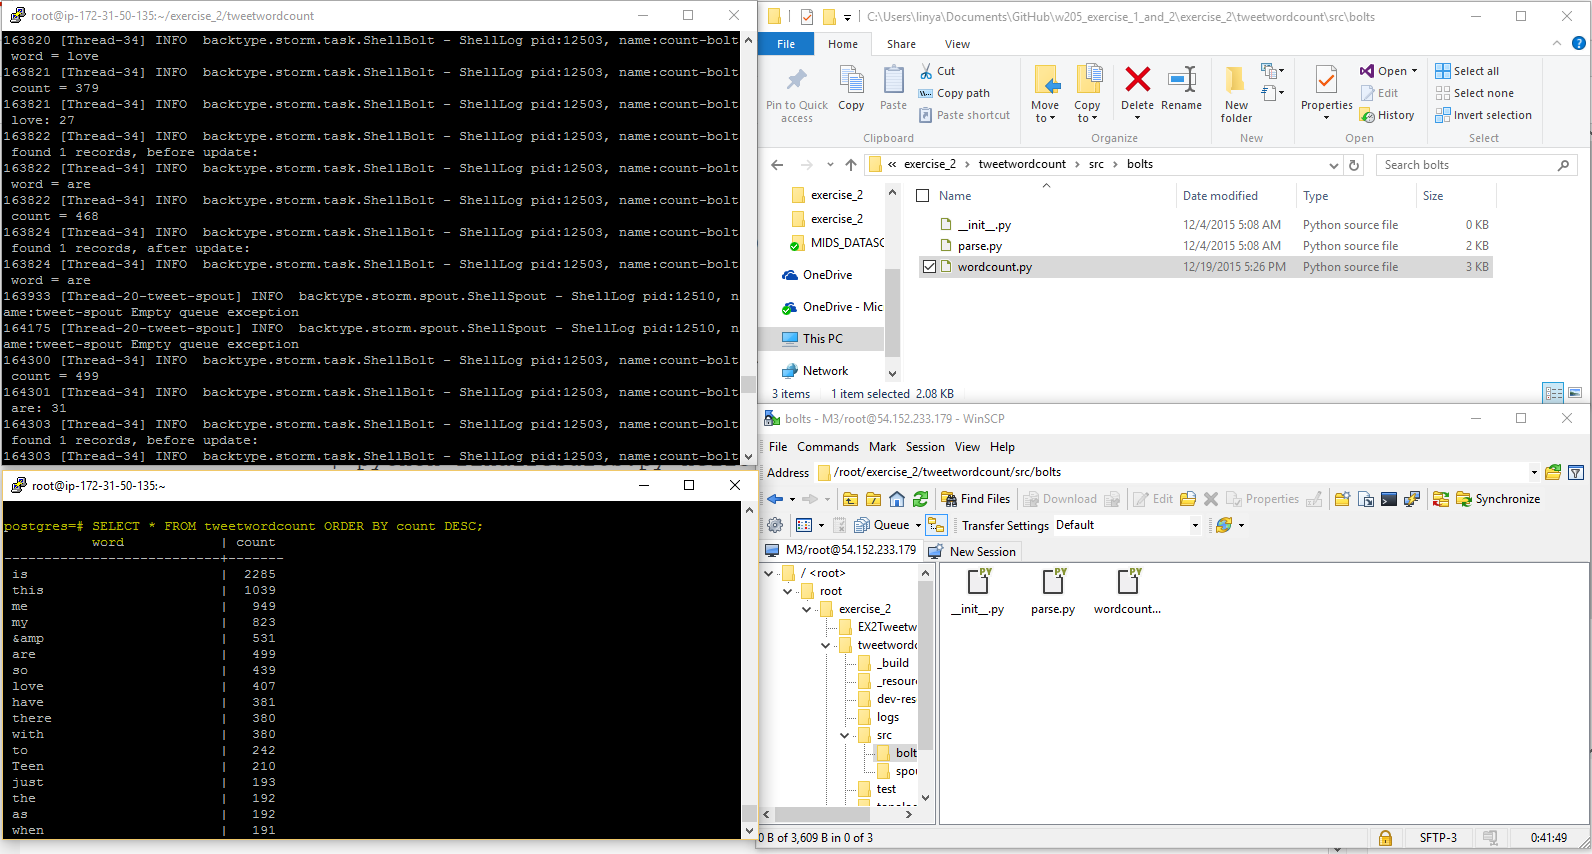 root@ip-172-31-50-135:~/exercise_2/tweetwordcount
163820 [Thread-34] INFO  backtype.storm.task.ShellBolt - ShellLog pid:12503, name:count-bolt
word = love
163821 [Thread-34] INFO  backtype.storm.task.ShellBolt - ShellLog pid:12503, name:count-bolt
count = 379
163821 [Thread-34] INFO  backtype.storm.task.ShellBolt - ShellLog pid:12503, name:count-bolt
love: 27
163822 [Thread-34] INFO  backtype.storm.task.ShellBolt - ShellLog pid:12503, name:count-bolt
found 1 records, before update:
163822 [Thread-34] INFO  backtype.storm.task.ShellBolt - ShellLog pid:12503, name:count-bolt
word = are
163822 [Thread-34] INFO  backtype.storm.task.ShellBolt - ShellLog pid:12503, name:count-bolt
count = 468
163824 [Thread-34] INFO  backtype.storm.task.ShellBolt - ShellLog pid:12503, name:count-bolt
found 1 records, after update:
163824 [Thread-34] INFO  backtype.storm.task.ShellBolt - ShellLog pid:12503, name:count-bolt
word = are
163933 [Thread-20-tweet-spout] INFO  backtype.storm.spout.ShellSpout - ShellLog pid:12510, n
ame:tweet-spout Empty queue exception
164175 [Thread-20-tweet-spout] INFO  backtype.storm.spout.ShellSpout - ShellLog pid:12510, n
ame:tweet-spout Empty queue exception
164300 [Thread-34] INFO  backtype.storm.task.ShellBolt - ShellLog pid:12503, name:count-bolt
count = 499
164301 [Thread-34] INFO  backtype.storm.task.ShellBolt - ShellLog pid:12503, name:count-bolt
are: 31
164303 [Thread-34] INFO  backtype.storm.task.ShellBolt - ShellLog pid:12503, name:count-bolt
found 1 records, before update:
164303 [Thread-34] INFO  backtype.storm.task.ShellBolt - ShellLog pid:12503, name:count-bolt
root@ip-172-31-50-135:~
postgres=# SELECT * FROM tweetwordcount ORDER BY count DESC;
word | count
---------------------------+-------
is | 2285
this | 1039
me | 949
my | 823
&amp | 531
are | 499
so | 439
love | 407
have | 381
there | 380
with | 380
to | 242
Teen | 210
just | 193
the | 192
as | 192
when | 191
C:\Users\linya\Documents\GitHub\w205_exercise_1_and_2\exercise_2\tweetwordcount\src\bolts
File Home Share View
Pin to Quick access
Copy
Paste
Cut
Copy path
Paste shortcut
Clipboard
Move to
Copy to
Delete
Rename
Organize
New folder
New
Properties
Open
Edit
History
Open
Select all
Select none
Invert selection
Select
« exercise_2 > tweetwordcount > src > bolts
Search bolts
exercise_2
exercise_2
MIDS_DATASC
OneDrive
OneDrive - Mic
This PC
Network
Name Date modified Type Size
__init__.py 12/4/2015 5:08 AM Python source file 0 KB
parse.py 12/4/2015 5:08 AM Python source file 2 KB
wordcount.py 12/19/2015 5:26 PM Python source file 3 KB
3 items 1 item selected 2.08 KB
bolts - M3/root@54.152.233.179 - WinSCP
File Commands Mark Session View Help
Address /root/exercise_2/tweetwordcount/src/bolts
Find Files Download Edit Properties Synchronize
Queue Transfer Settings Default
M3/root@54.152.233.179 New Session
/ <root>
root
exercise_2
EX2Tweetw
tweetwordc
_build
_resour
dev-res
logs
src
bolt
spou
test
__init__.py
parse.py
wordcount...
0 B of 3,609 B in 0 of 3
SFTP-3 0:41:49